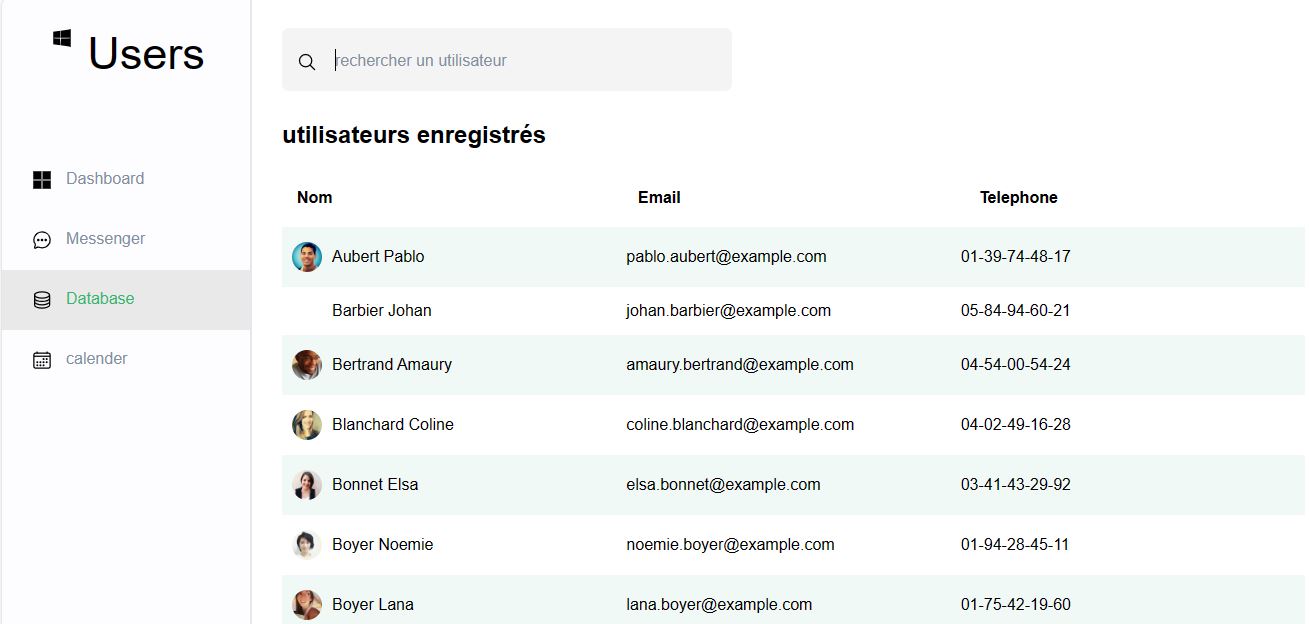 Users
Dashboard
Messenger
Database
calender
rechercher un utilisateur
utilisateurs enregistrés
Nom Email Telephone
Aubert Pablo pablo.aubert@example.com 01-39-74-48-17
Barbier Johan johan.barbier@example.com 05-84-94-60-21
Bertrand Amaury amaury.bertrand@example.com 04-54-00-54-24
Blanchard Coline coline.blanchard@example.com 04-02-49-16-28
Bonnet Elsa elsa.bonnet@example.com 03-41-43-29-92
Boyer Noemie noemie.boyer@example.com 01-94-28-45-11
Boyer Lana lana.boyer@example.com 01-75-42-19-60